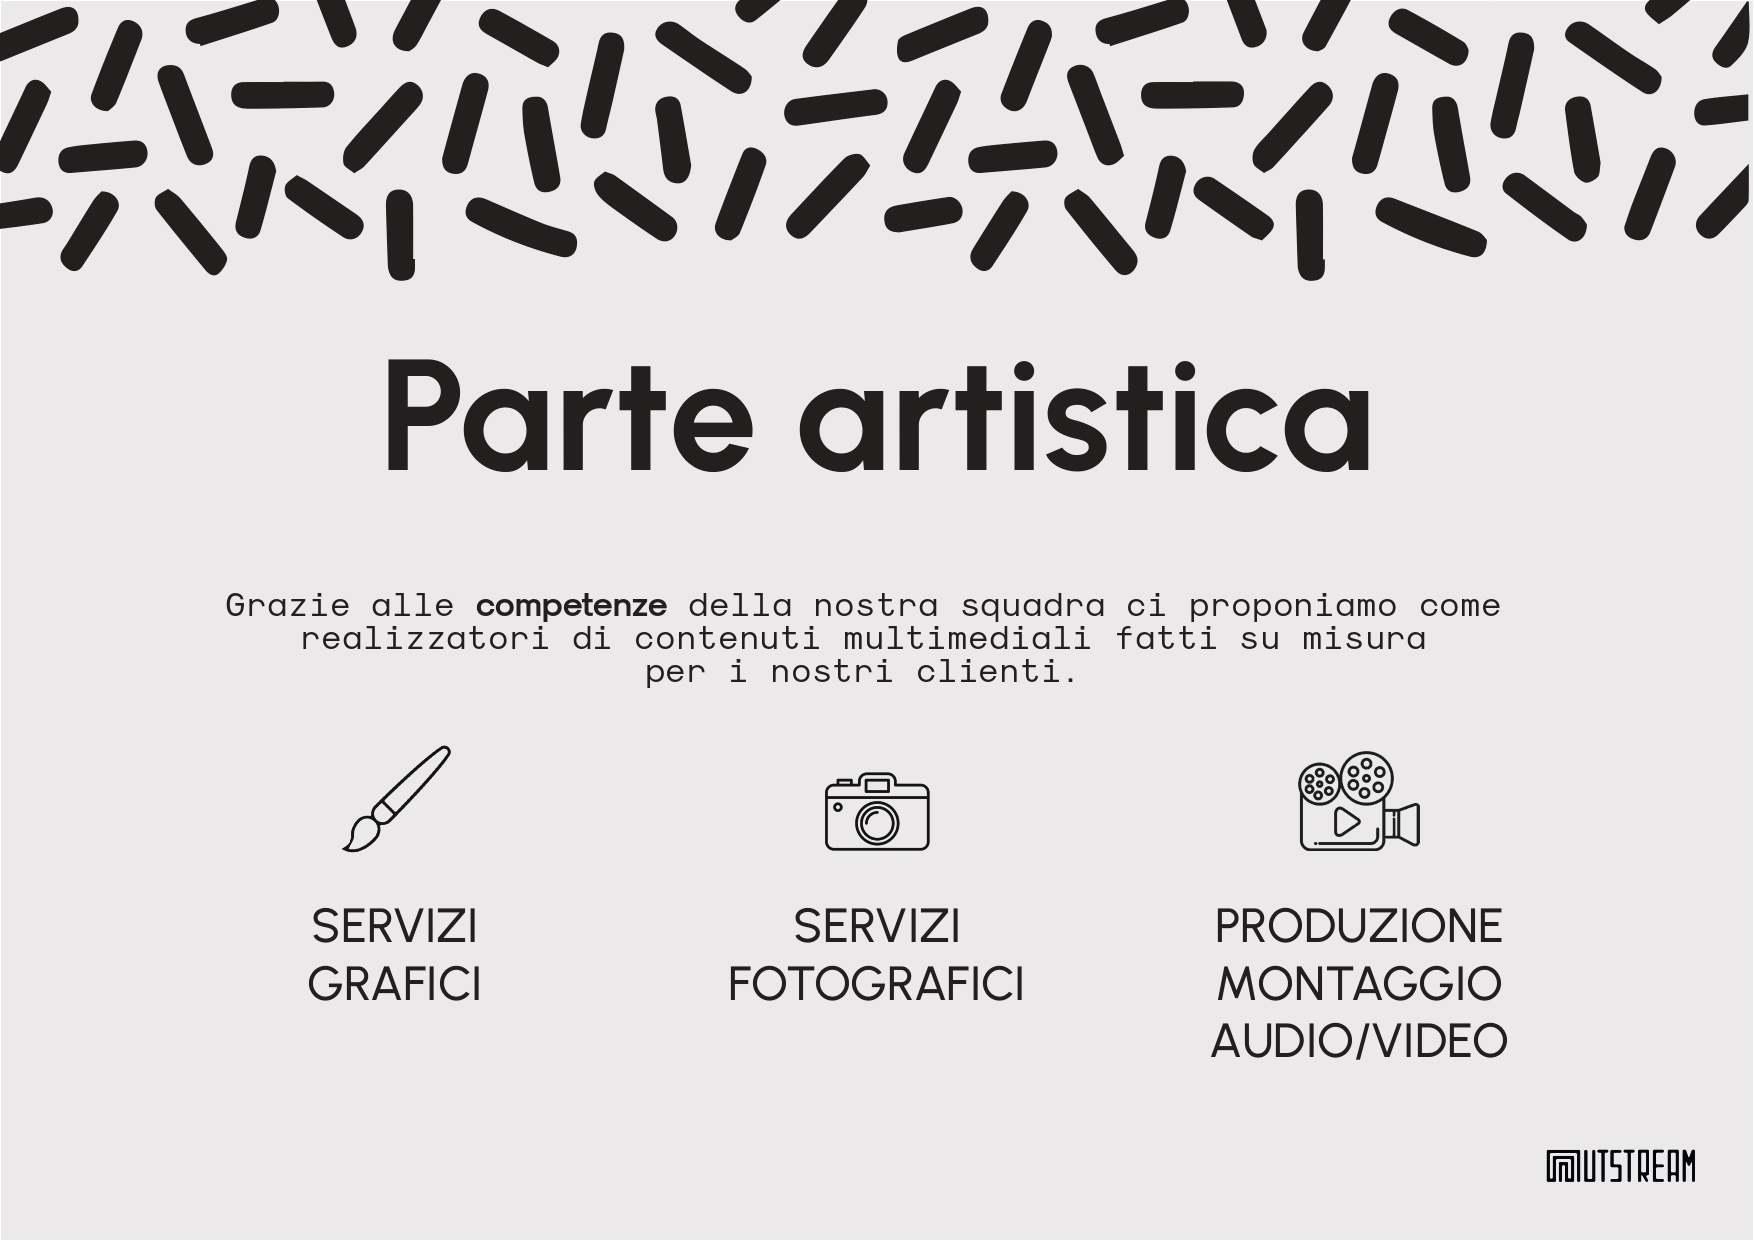 Parte artistica
Grazie alle competenze della nostra squadra ci proponiamo come
realizzatori di contenuti multimediali fatti su misura
per i nostri clienti.
SERVIZI
GRAFICI
SERVIZI
FOTOGRAFICI
PRODUZIONE
MONTAGGIO
AUDIO/VIDEO
OUTSTREAM